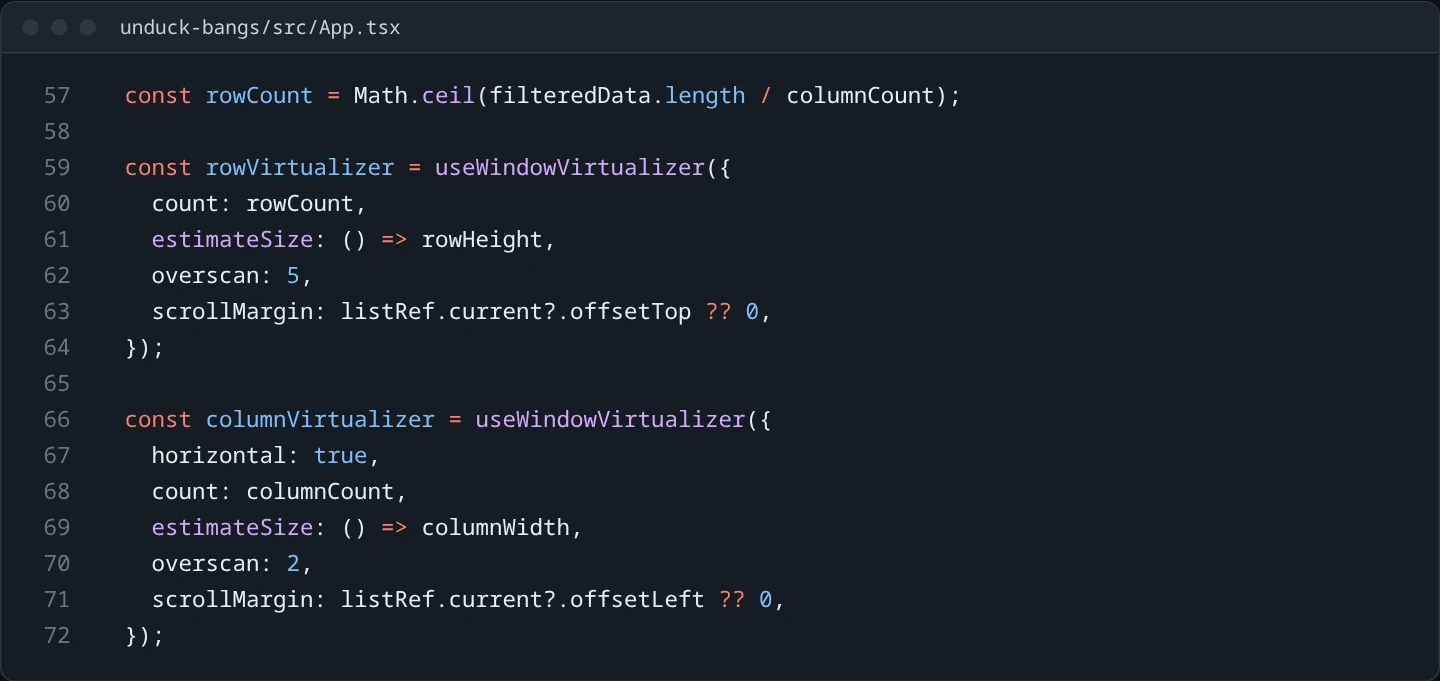 unduck-bangs/src/App.tsx
57 const rowCount = Math.ceil(filteredData.length / columnCount);
58
59 const rowVirtualizer = useWindowVirtualizer({
60 count: rowCount,
61 estimateSize: () => rowHeight,
62 overscan: 5,
63 scrollMargin: listRef.current?.offsetTop ?? 0,
64 });
65
66 const columnVirtualizer = useWindowVirtualizer({
67 horizontal: true,
68 count: columnCount,
69 estimateSize: () => columnWidth,
70 overscan: 2,
71 scrollMargin: listRef.current?.offsetLeft ?? 0,
72 });